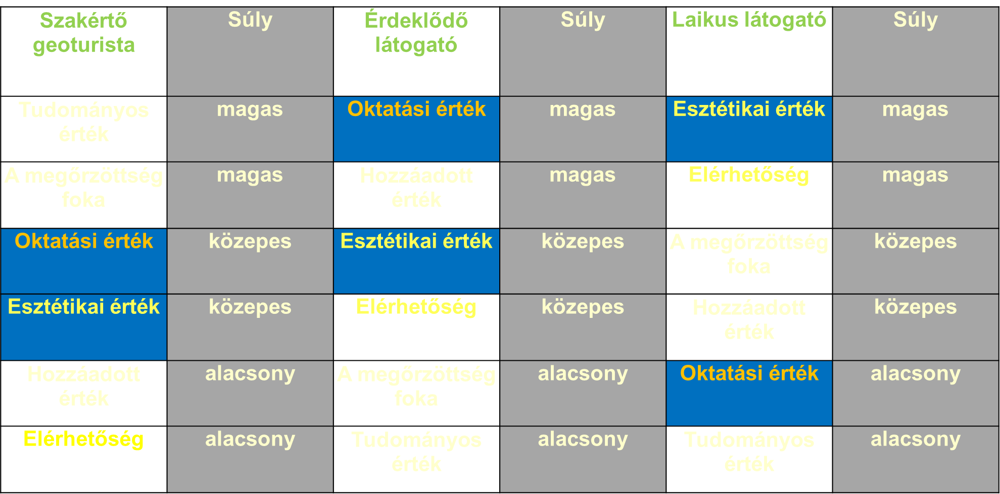 Szakértő geoturista Súly Érdeklődő látogató Súly Laikus látogató Súly
Tudományos érték magas Oktatási érték magas Esztétikai érték magas
A megőrzöttség foka magas Hozzáadott érték magas Elérhetőség magas
Oktatási érték közepes Esztétikai érték közepes A megőrzöttség foka közepes
Esztétikai érték közepes Elérhetőség közepes Hozzáadott érték közepes
Hozzáadott érték alacsony A megőrzöttség foka alacsony Oktatási érték alacsony
Elérhetőség alacsony Tudományos érték alacsony Tudományos érték alacsony